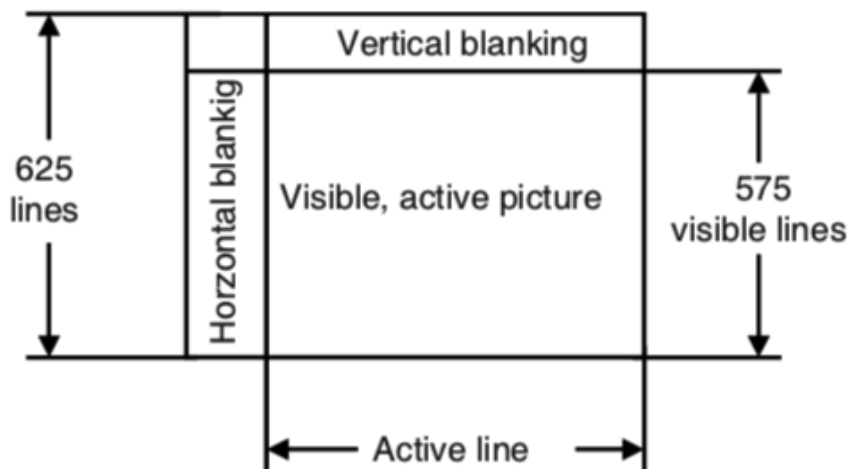 Vertical blanking
Horzontal blankig
625
lines
Visible, active picture
575
visible lines
Active line